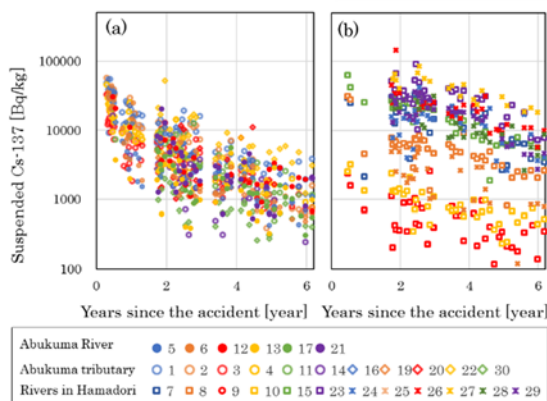 (a) (b)
100000
10000
1000
100
Suspended Cs-137 [Bq/kg]
0 2 4 6 0 2 4 6
Years since the accident [year] Years since the accident [year]
Abukuma River 5 6 12 13 17 21
Abukuma tributary 1 2 3 4 11 14 16 19 20 22 30
Rivers in Hamadori 7 8 9 10 15 23 24 25 26 27 28 29